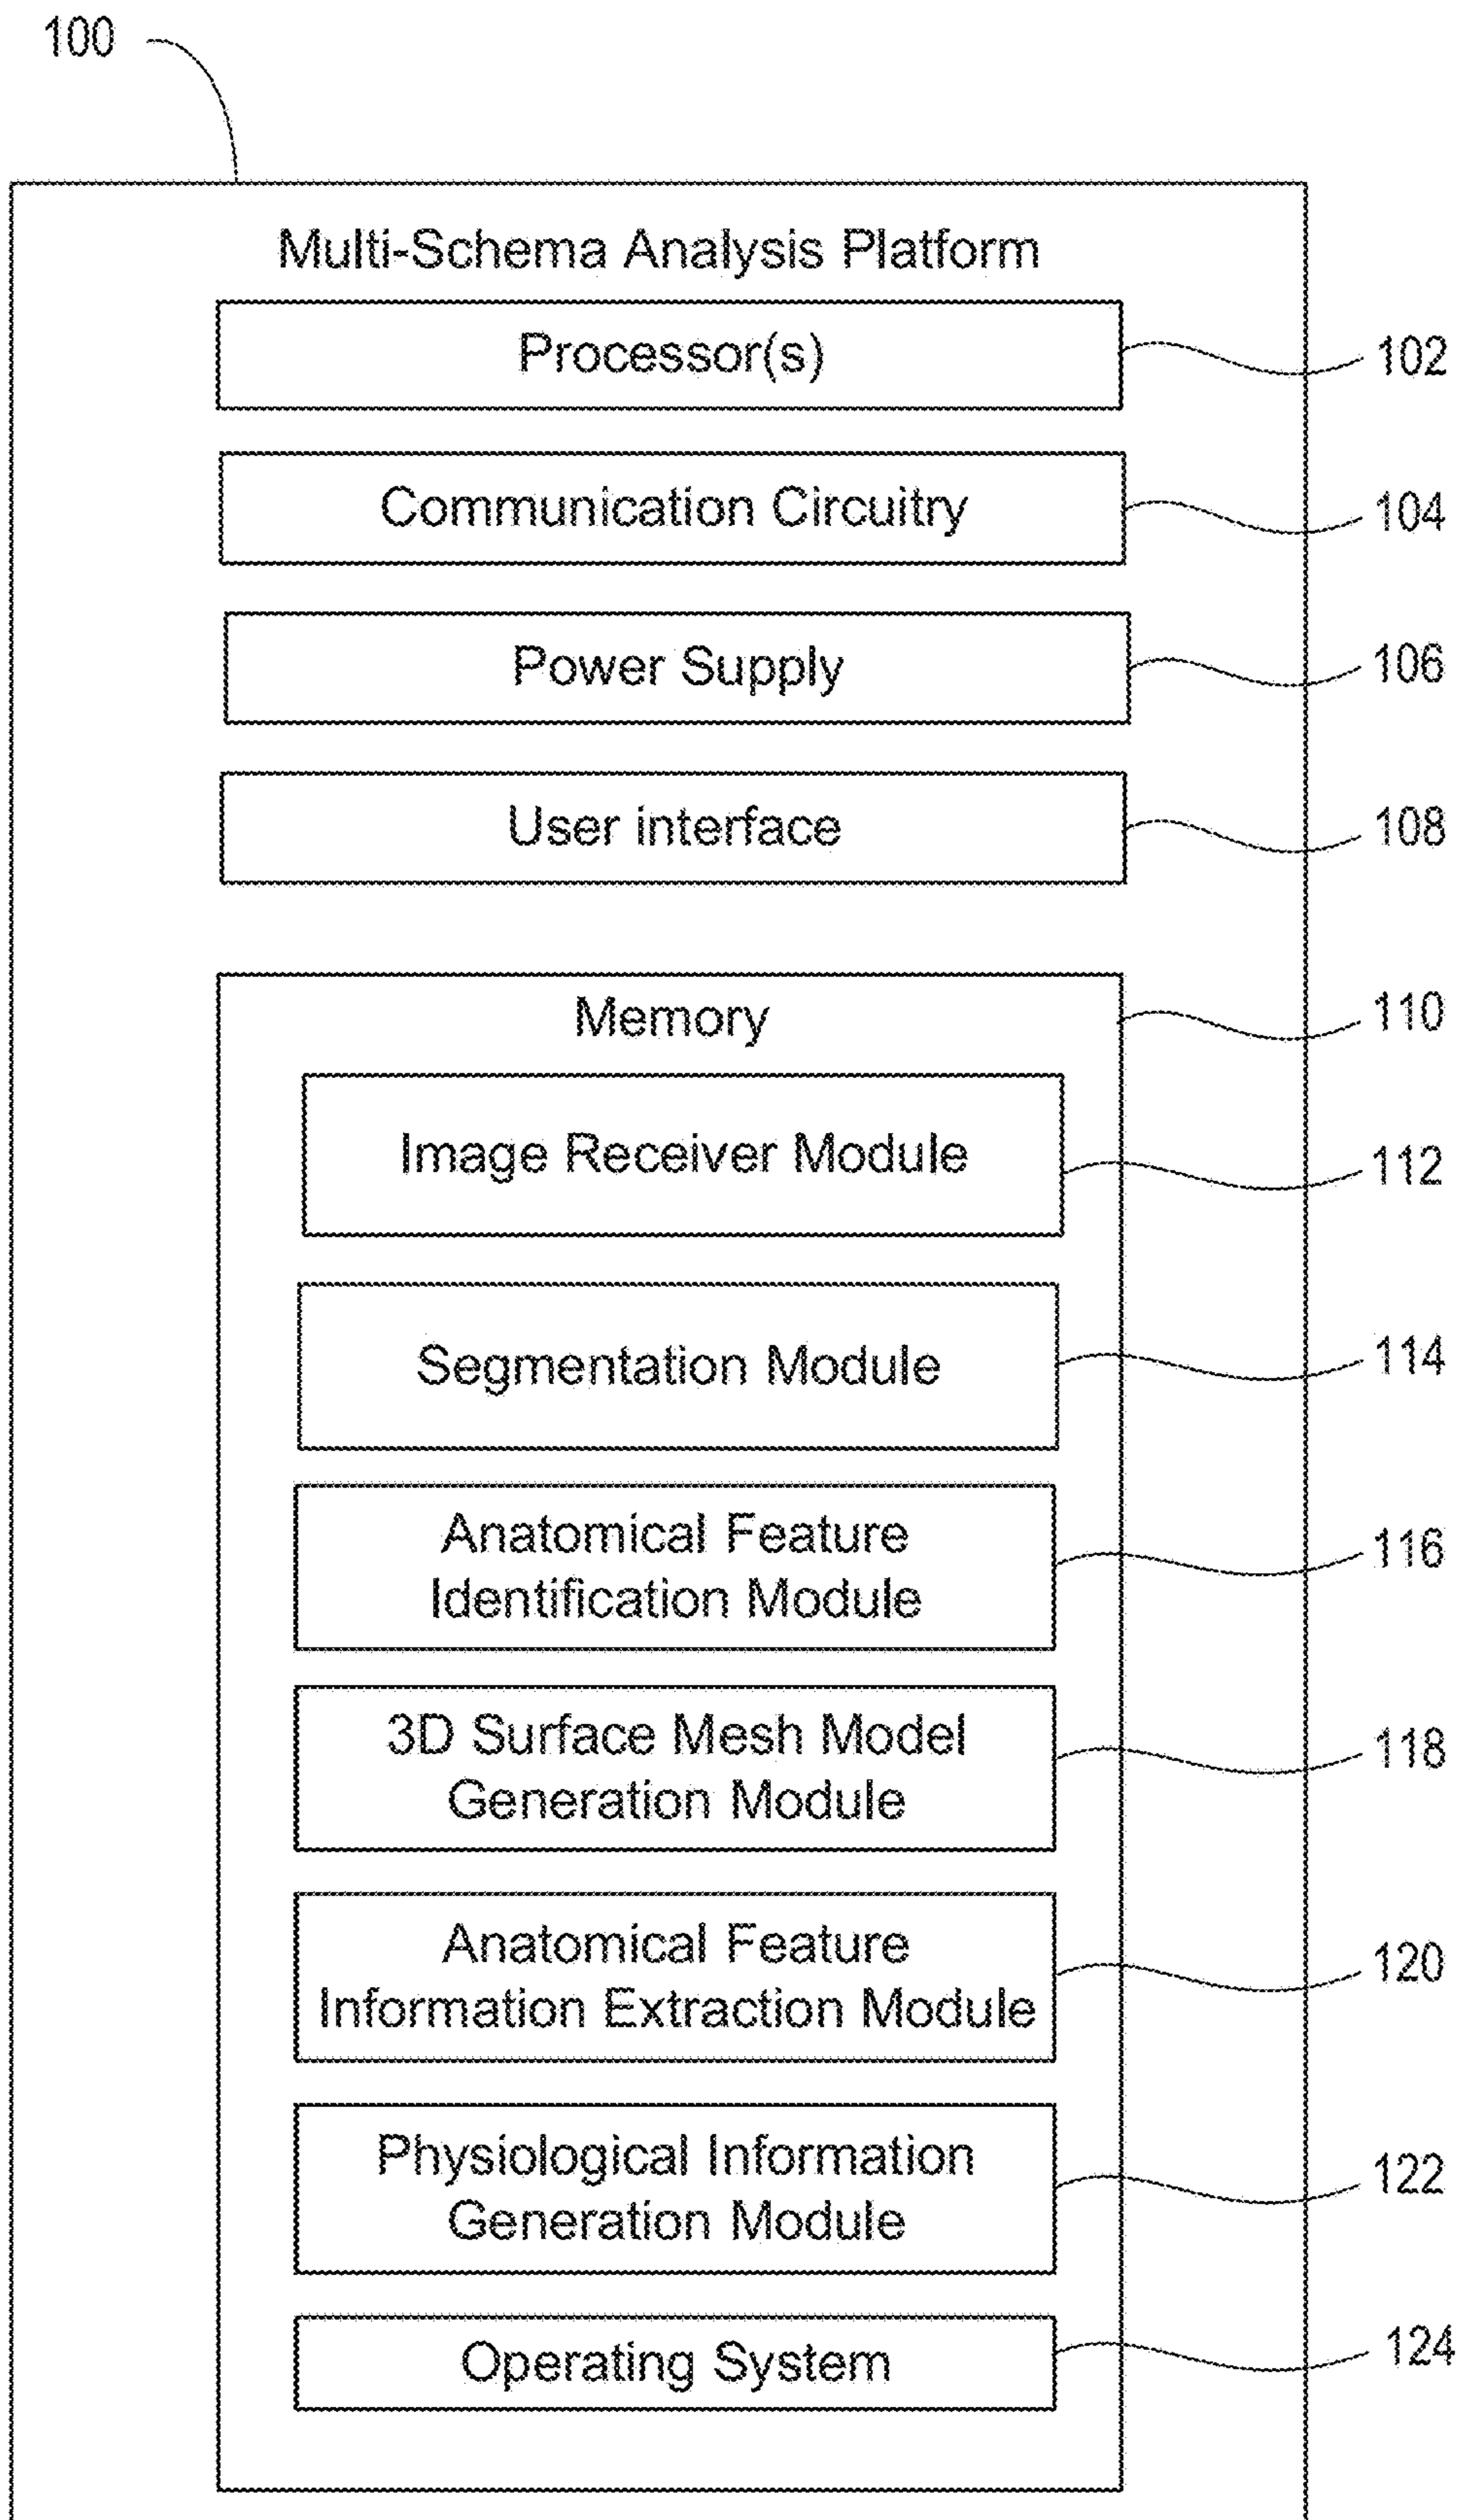 100
Multi-Schema Analysis Platform
Processor(s)
102
Communication Circuitry
104
Power Supply
106
User interface
108
Memory
110
Image Receiver Module
112
Segmentation Module
114
Anatomical Feature
Identification Module
116
3D Surface Mesh Model
Generation Module
118
Anatomical Feature
Information Extraction Module
120
Physiological Information
Generation Module
122
Operating System
124